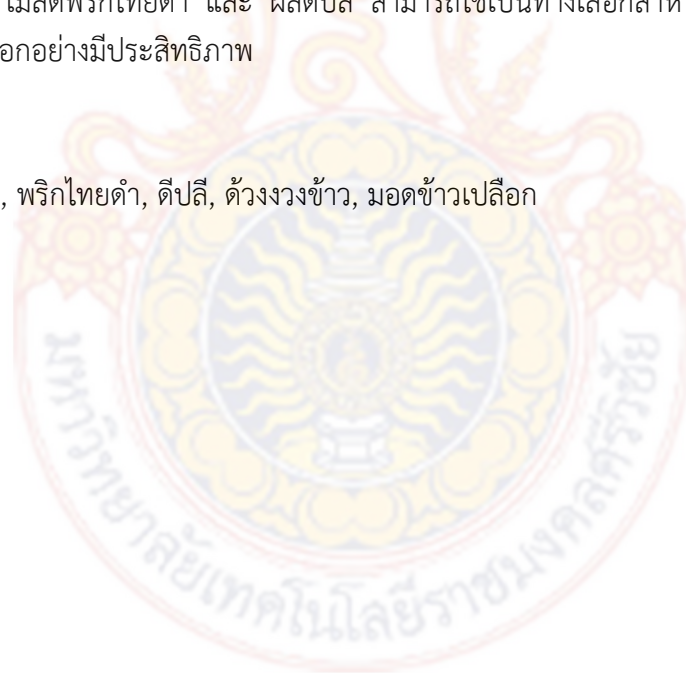 เมล็ดพริกไทยดำ และ ผลดีปลี สามารถใช้เป็นทางเลือก
อกอย่างมีประสิทธิภาพ
, พริกไทยดำ, ดีปลี, ด้วงงวงข้าว, มอดข้าวเปลือก
มหาวิทยาลัยเทคโนโลยีราชมงคลศรีวิชัย